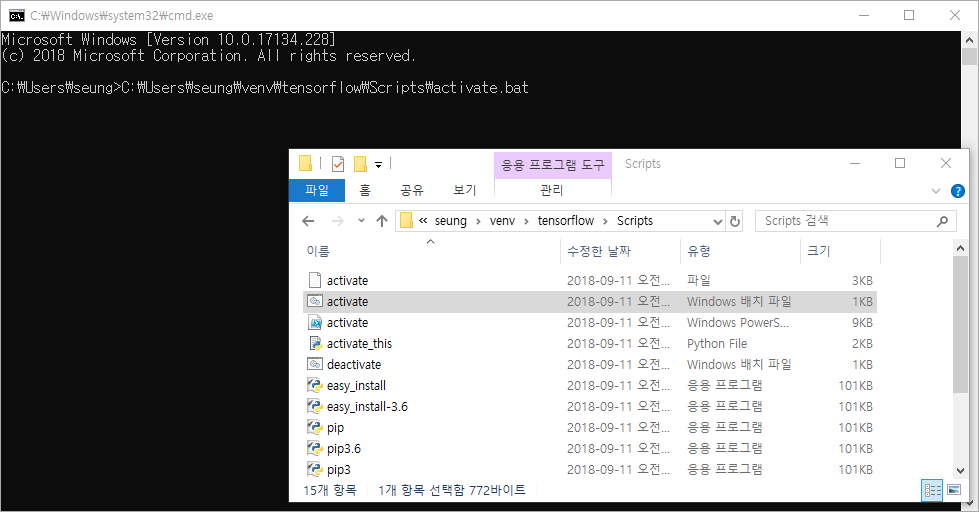 C:₩Windows₩system32₩cmd.exe
Microsoft Windows [Version 10.0.17134.228]
(c) 2018 Microsoft Corporation. All rights reserved.
C:₩Users₩seung>C:₩Users₩seung₩venv₩tensorflow₩Scripts₩activate.bat
응용 프로그램 도구 Scripts
파일 홈 공유 보기 관리
« seung › venv › tensorflow › Scripts Scripts 검색
이름 수정한 날짜 유형 크기
activate 2018-09-11 오전... 파일 3KB
activate 2018-09-11 오전... Windows 배치 파일 1KB
activate 2018-09-11 오전... Windows PowerS... 9KB
activate_this 2018-09-11 오전... Python File 2KB
deactivate 2018-09-11 오전... Windows 배치 파일 1KB
easy_install 2018-09-11 오전... 응용 프로그램 101KB
easy_install-3.6 2018-09-11 오전... 응용 프로그램 101KB
pip 2018-09-11 오전... 응용 프로그램 101KB
pip3.6 2018-09-11 오전... 응용 프로그램 101KB
pip3 2018-09-11 오전... 응용 프로그램 101KB
15개 항목 1개 항목 선택함 772바이트